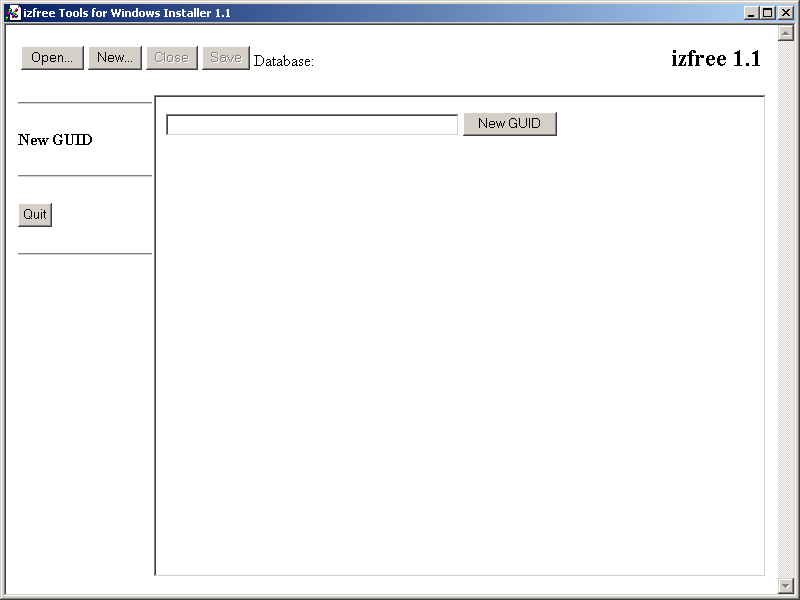 izfree Tools for Windows Installer 1.1
Open... New... Close Save Database: izfree 1.1
New GUID
New GUID
Quit